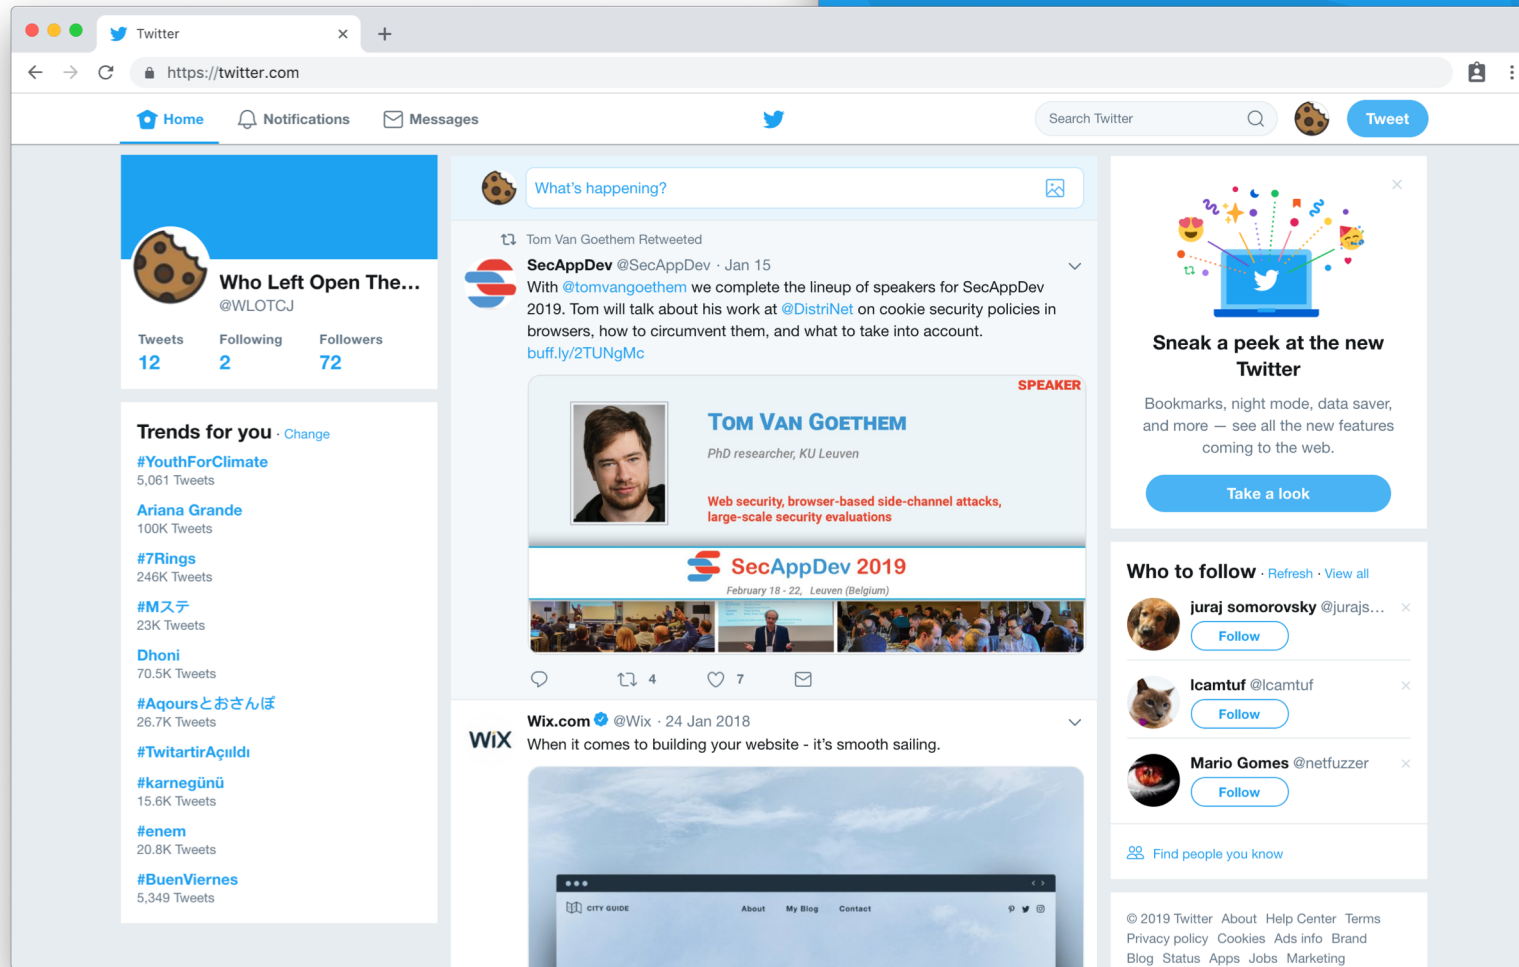 Twitter
https://twitter.com
Home
Notifications
Messages
Search Twitter
Tweet
Who Left Open The...
@WLOTCJ
Tweets Following Followers
12 2 72
Trends for you · Change
#YouthForClimate
5,061 Tweets
Ariana Grande
100K Tweets
#7Rings
246K Tweets
#Mステ
23K Tweets
Dhoni
70.5K Tweets
#Aqoursとおさんぽ
26.7K Tweets
#TwitartirAçıldı
#karnegünü
15.6K Tweets
#enem
20.8K Tweets
#BuenViernes
5,349 Tweets
What's happening?
Tom Van Goethem Retweeted
SecAppDev @SecAppDev · Jan 15
With @tomvangoethem we complete the lineup of speakers for SecAppDev
2019. Tom will talk about his work at @DistriNet on cookie security policies in
browsers, how to circumvent them, and what to take into account.
buff.ly/2TUNgMc
SPEAKER
TOM VAN GOETHEM
PhD researcher, KU Leuven
Web security, browser-based side-channel attacks,
large-scale security evaluations
SecAppDev 2019
February 18 - 22, Leuven (Belgium)
4 7
WiX
Wix.com @Wix · 24 Jan 2018
When it comes to building your website - it's smooth sailing.
CITY GUIDE
About My Blog Contact
Sneak a peek at the new
Twitter
Bookmarks, night mode, data saver,
and more — see all the new features
coming to the web.
Take a look
Who to follow · Refresh · View all
juraj somorovsky @jurajs...
Follow
lcamtuf @lcamtuf
Follow
Mario Gomes @netfuzzer
Follow
Find people you know
© 2019 Twitter About Help Center Terms
Privacy policy Cookies Ads info Brand
Blog Status Apps Jobs Marketing